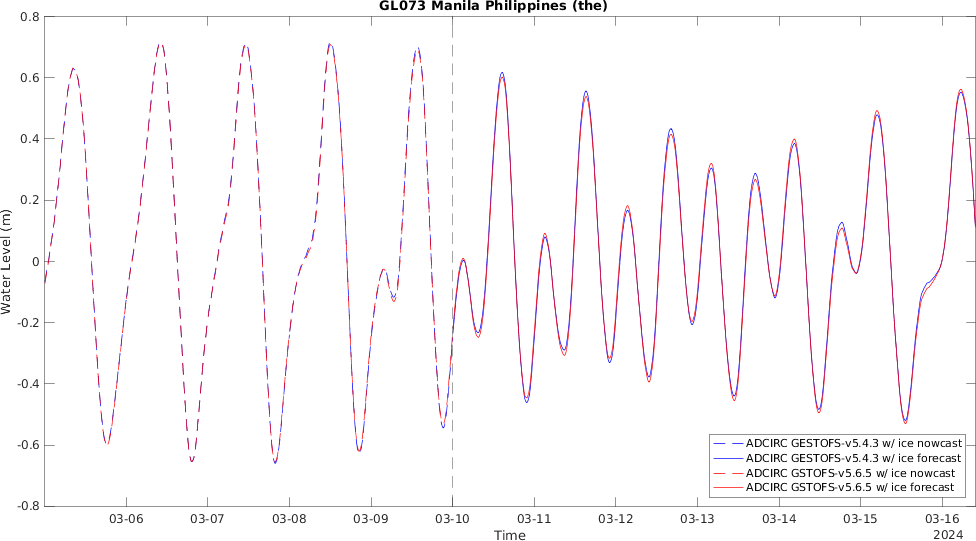 GL073 Manila Philippines (the)
0.8
0.6
0.4
0.2
0
-0.2
-0.4
-0.6
-0.8
Water Level (m)
ADCIRC GESTOFS-v5.4.3 w/ ice nowcast
ADCIRC GESTOFS-v5.4.3 w/ ice forecast
ADCIRC GSTOFS-v5.6.5 w/ ice nowcast
ADCIRC GSTOFS-v5.6.5 w/ ice forecast
03-06 03-07 03-08 03-09 03-10 03-11 03-12 03-13 03-14 03-15 03-16
Time 2024